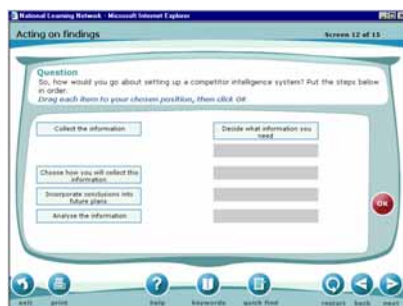 National Learning Network - Microsoft Internet Explorer
Acting on findings
Screen 12 of 15
Question
So, how would you go about setting up a competitor intelligence system? Put the steps below
in order.
Drag each item to your chosen position, then click OK
Collect the information
Decide what information you
need
Choose how you will collect this
information
Incorporate conclusions into
future plans
Analyse the information
OK
exit
print
help
keywords
quick find
restart
back
next